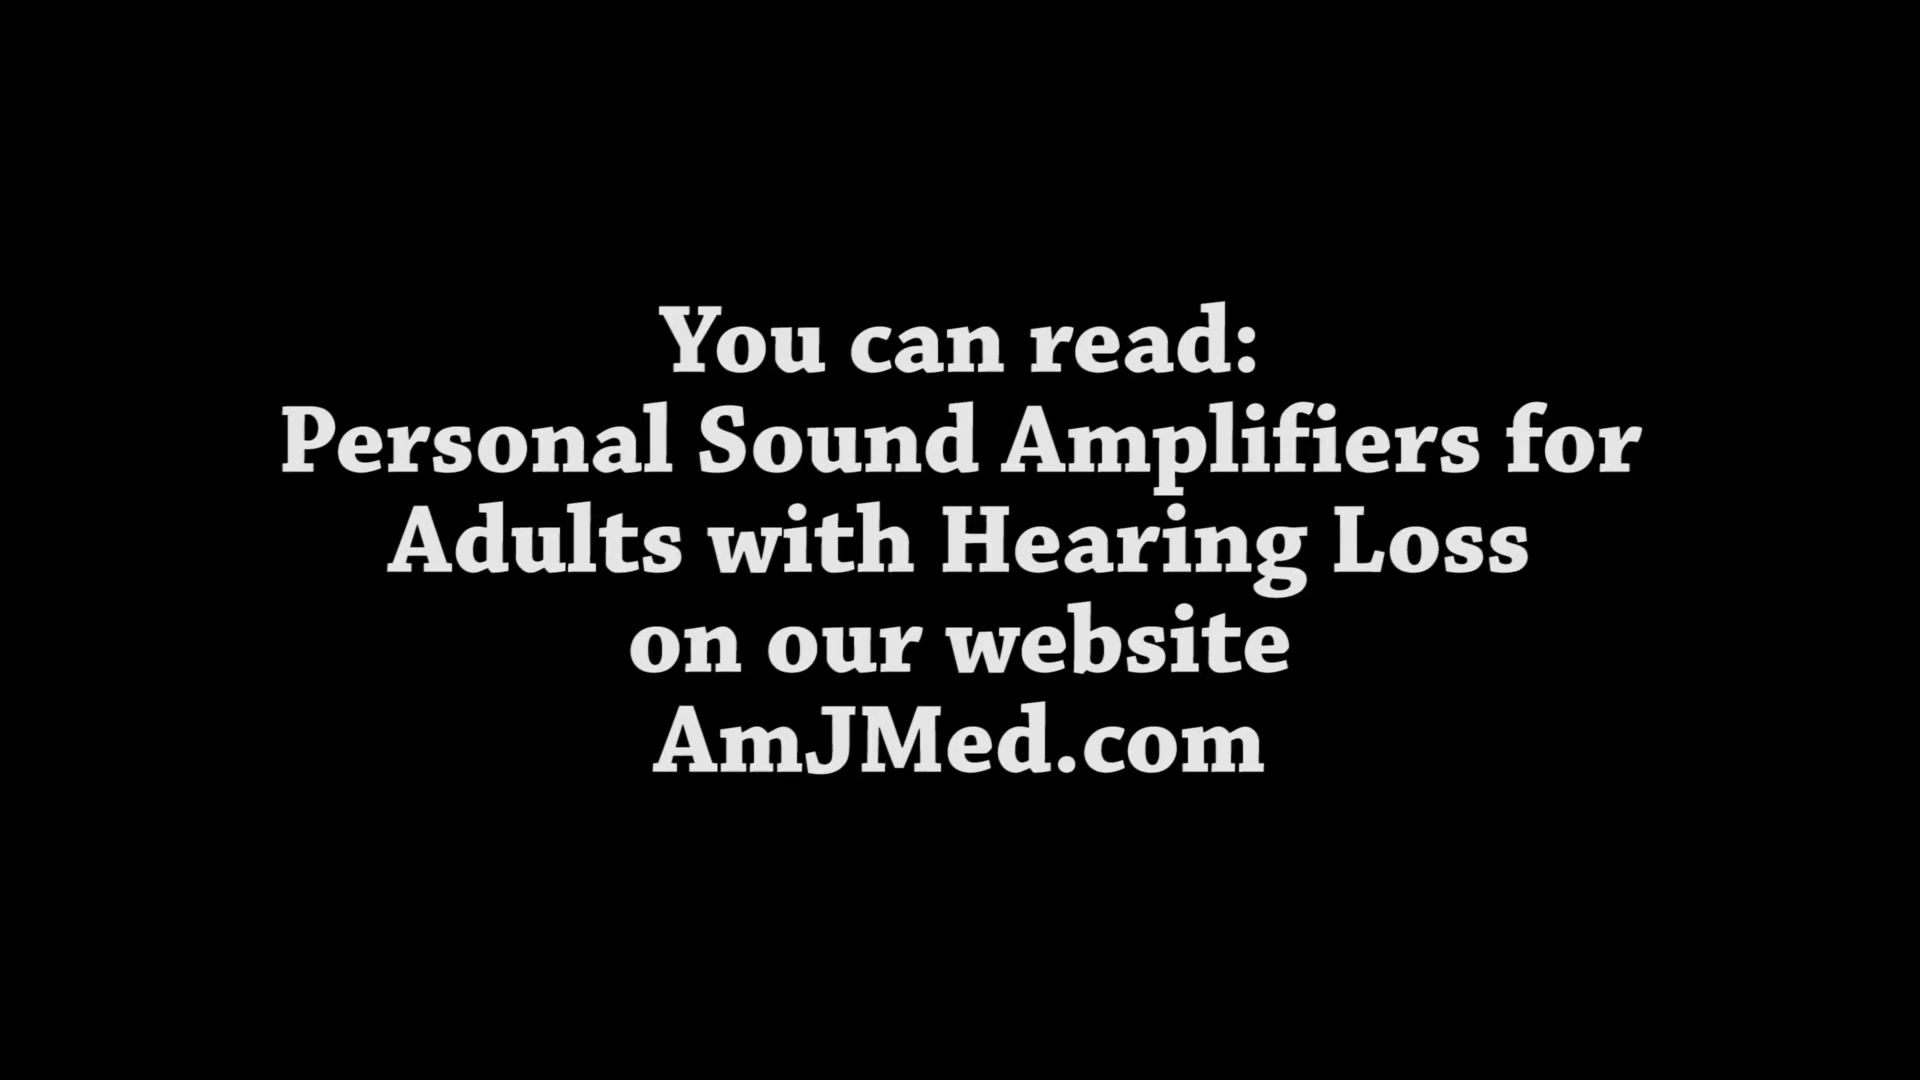 You can read:
Personal Sound Amplifiers for
Adults with Hearing Loss
on our website
AmJMed.com